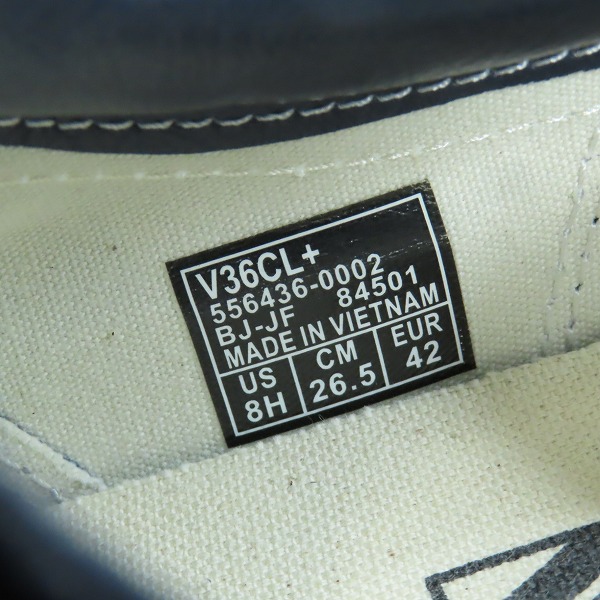 V36CL+
556436-0002
BJ-JF 84501
MADE IN VIETNAM
US CM EUR
8H 26.5 42